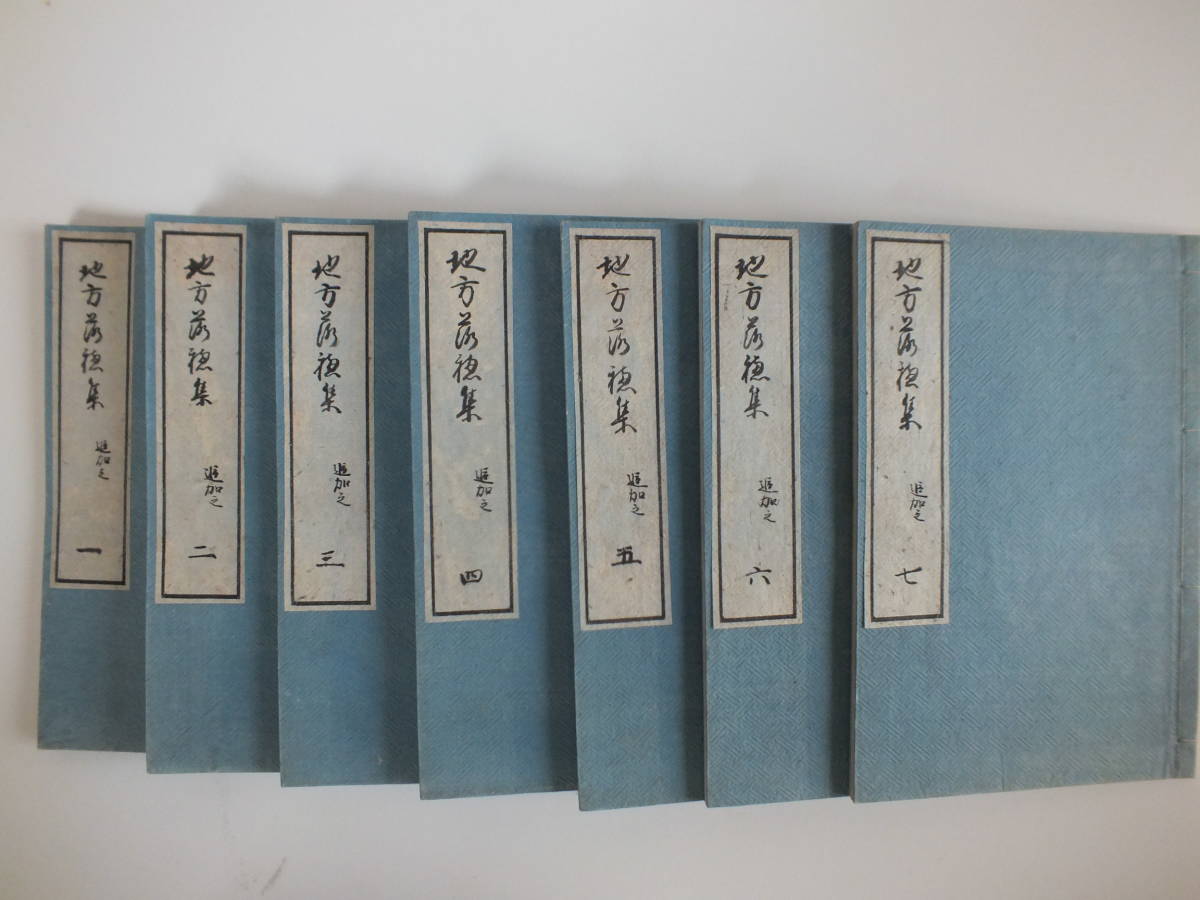 地方落穂集 追加之 一
地方落穂集 追加之 二
地方落穂集 追加之 三
地方落穂集 追加之 四
地方落穂集 追加之 五
地方落穂集 追加之 六
地方落穂集 追加之 七